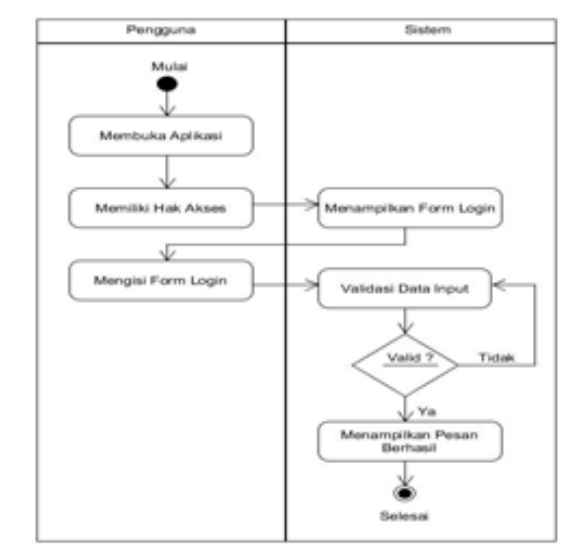 Pengguna
Sistem
Mulai
Membuka Aplikasi
Memiliki Hak Akses
Menampilkan Form Login
Mengisi Form Login
Validasi Data Input
Valid ?
Tidak
Ya
Menampilkan Pesan
Berhasil
Selesai